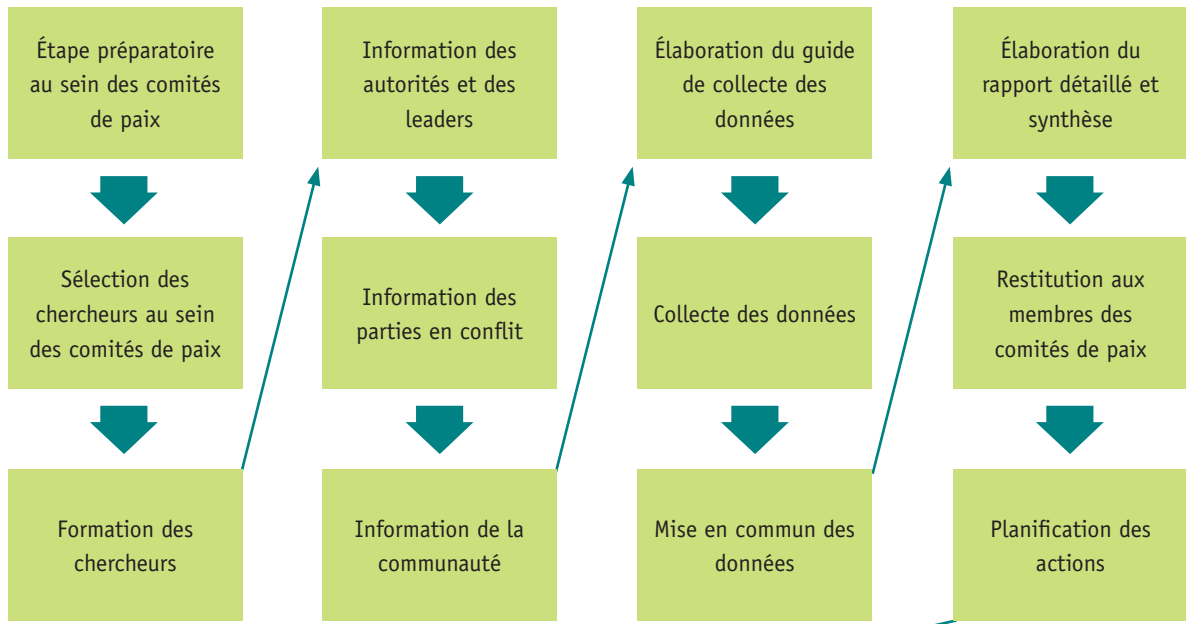 Étape préparatoire
au sein des comités
de paix
Sélection des
chercheurs au sein
des comités de paix
Formation des
chercheurs
Information des
autorités et des
leaders
Information des
parties en conflit
Information de la
communauté
Élaboration du guide
de collecte des
données
Collecte des données
Mise en commun des
données
Élaboration du
rapport détaillé et
synthèse
Restitution aux
membres des
comités de paix
Planification des
actions